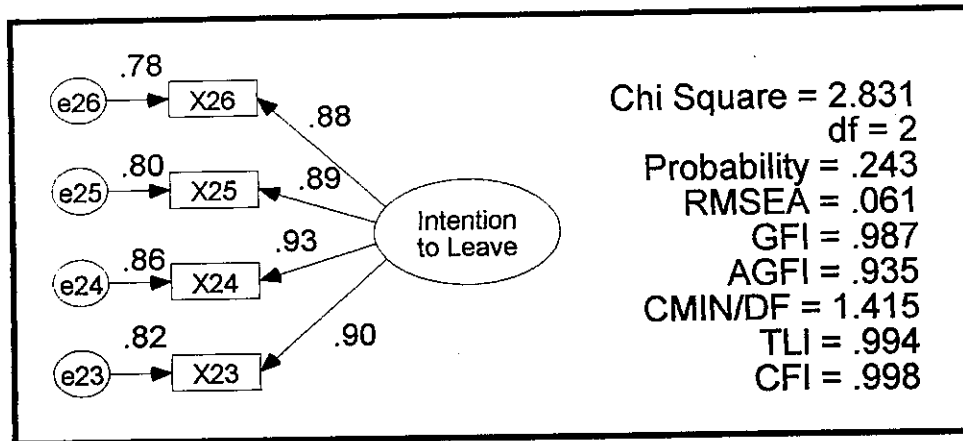 .78
e26
X26
.88
.80
e25
X25
.89
.86
e24
X24
.93
.82
e23
X23
.90
Intention
to Leave
Chi Square = 2.831
df = 2
Probability = .243
RMSEA = .061
GFI = .987
AGFI = .935
CMIN/DF = 1.415
TLI = .994
CFI = .998